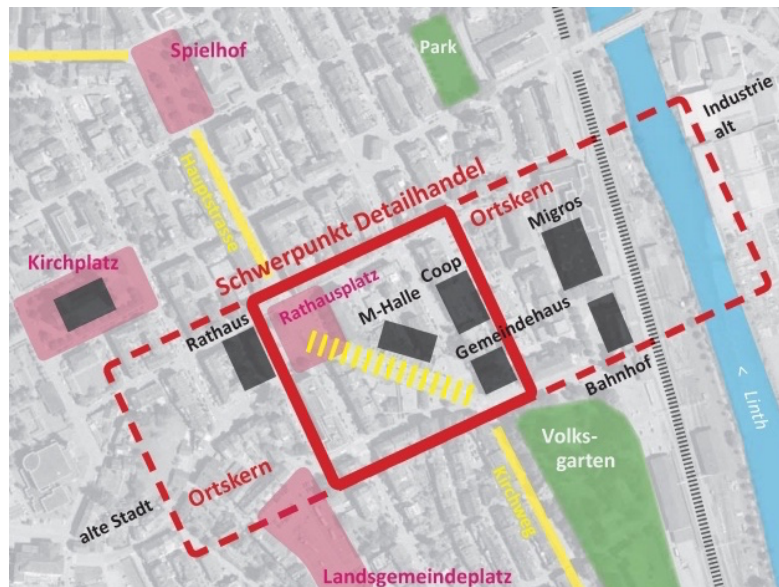 Spielhof
Park
Industrie
alt
Hauptstrasse
Schwerpunkt Detailhandel
Ortskern
Migros
Kirchplatz
Rathausplatz
Coop
M-Halle
Rathaus
Gemeindehaus
Bahnhof
< Linth
Volks-
garten
Ortskern
alte Stadt
Kirchweg
Landsgemeindeplatz